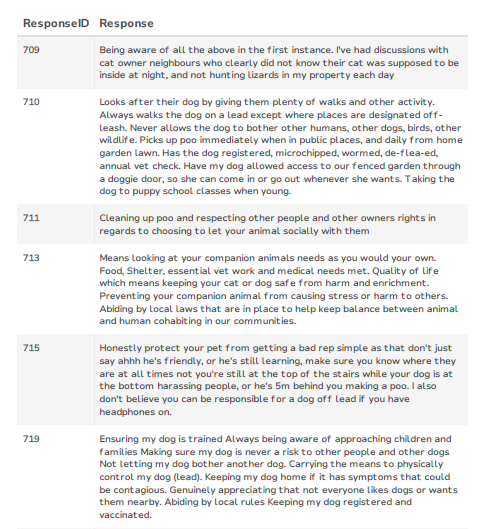 ResponseID Response
709 Being aware of all the above in the first instance. I've had discussions with
cat owner neighbours who clearly did not know their cat was supposed to be
inside at night, and not hunting lizards in my property each day
710 Looks after their dog by giving them plenty of walks and other activity.
Always walks the dog on a lead except where places are designated off-
leash. Never allows the dog to bother other humans, other dogs, birds, other
wildlife. Picks up poo immediately when in public places, and daily from home
garden lawn. Has the dog registered, microchipped, wormed, de-flea-ed,
annual vet check. Have my dog allowed access to our fenced garden through
a doggie door, so she can come in or go out whenever she wants. Taking the
dog to puppy school classes when young.
711 Cleaning up poo and respecting other people and other owners rights in
regards to choosing to let your animal socially with them
713 Means looking at your companion animals needs as you would your own.
Food, Shelter, essential vet work and medical needs met. Quality of life
which means keeping your cat or dog safe from harm and enrichment.
Preventing your companion animal from causing stress or harm to others.
Abiding by local laws that are in place to help keep balance between animal
and human cohabiting in our communities.
715 Honestly protect your pet from getting a bad rep simple as that don't just
say ahhh he's friendly, or he's still learning, make sure you know where they
are at all times not you're still at the top of the stairs while your dog is at
the bottom harassing people, or he's 5m behind you making a poo. I also
don't believe you can be responsible for a dog off lead if you have
headphones on.
719 Ensuring my dog is trained Always being aware of approaching children and
families Making sure my dog is never a risk to other people and other dogs
Not letting my dog bother another dog. Carrying the means to physically
control my dog (lead). Keeping my dog home if it has symptoms that could
be contagious. Genuinely appreciating that not everyone likes dogs or wants
them nearby. Abiding by local rules Keeping my dog registered and
vaccinated.